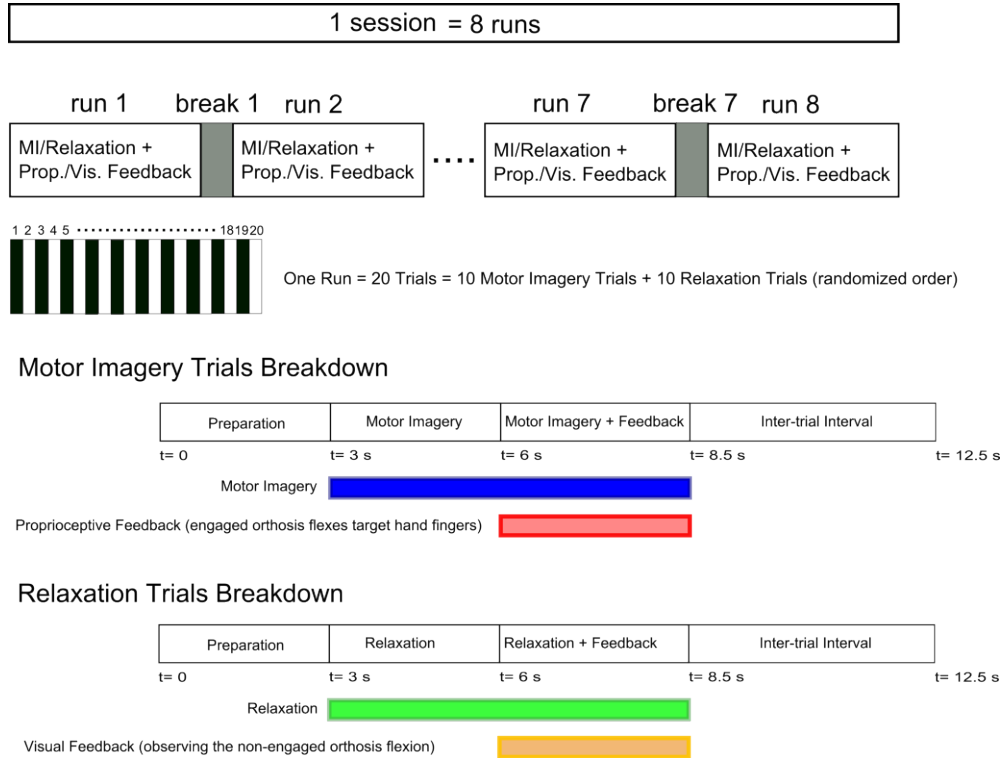 1 session = 8 runs
run 1 break 1 run 2 run 7 break 7 run 8
MI/Relaxation +
Prop./Vis. Feedback
MI/Relaxation +
Prop./Vis. Feedback
....
MI/Relaxation +
Prop./Vis. Feedback
MI/Relaxation +
Prop./Vis. Feedback
1 2 3 4 5 .................... 18 19 20
One Run = 20 Trials = 10 Motor Imagery Trials + 10 Relaxation Trials (randomized order)
Motor Imagery Trials Breakdown
Preparation Motor Imagery Motor Imagery + Feedback Inter-trial Interval
t= 0 t= 3 s t= 6 s t= 8.5 s t= 12.5 s
Motor Imagery
Proprioceptive Feedback (engaged orthosis flexes target hand fingers)
Relaxation Trials Breakdown
Preparation Relaxation Relaxation + Feedback Inter-trial Interval
t= 0 t= 3 s t= 6 s t= 8.5 s t= 12.5 s
Relaxation
Visual Feedback (observing the non-engaged orthosis flexion)